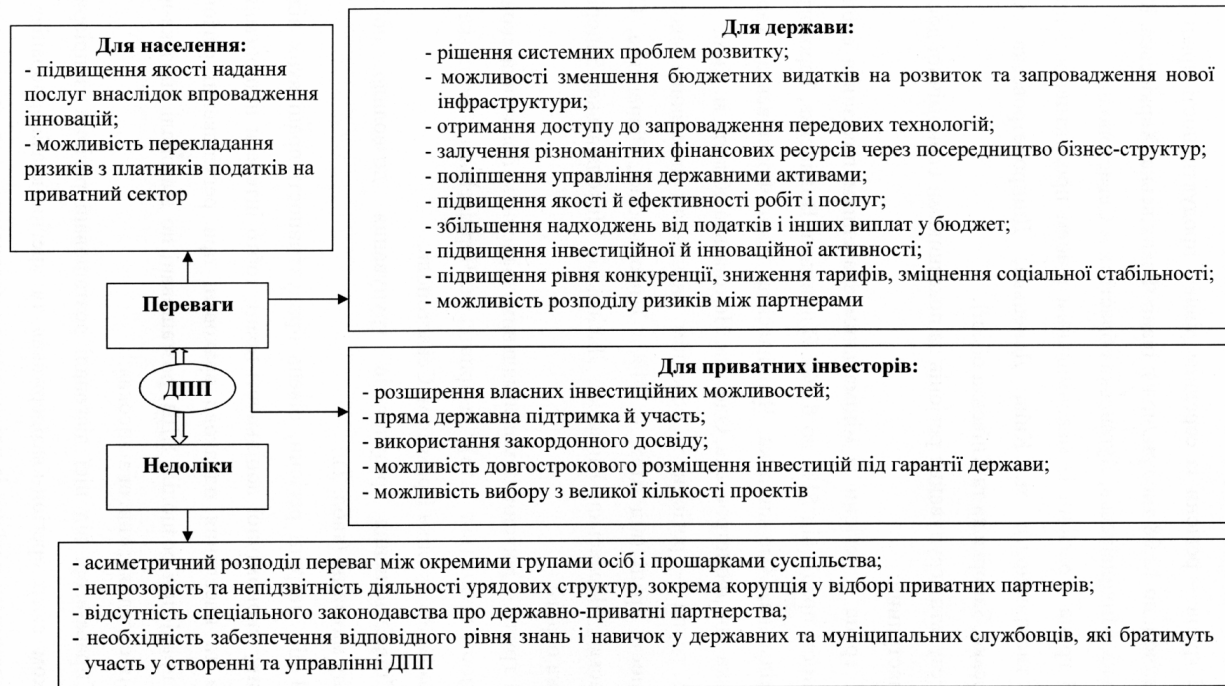 Для населення:
- підвищення якості надання
послуг внаслідок впровадження
інновацій;
- можливість перекладання
ризиків з платників податків на
приватний сектор
Для держави:
- рішення системних проблем розвитку;
- можливості зменшення бюджетних видатків на розвиток та запровадження нової
інфраструктури;
- отримання доступу до запровадження передових технологій;
- залучення різноманітних фінансових ресурсів через посередництво бізнес-структур;
- поліпшення управління державними активами;
- підвищення якості й ефективності робіт і послуг;
- збільшення надходжень від податків і інших виплат у бюджет;
- підвищення інвестиційної й інноваційної активності;
- підвищення рівня конкуренції, зниження тарифів, зміцнення соціальної стабільності;
- можливість розподілу ризиків між партнерами
Переваги
ДПП
Недоліки
Для приватних інвесторів:
- розширення власних інвестиційних можливостей;
- пряма державна підтримка й участь;
- використання закордонного досвіду;
- можливість довгострокового розміщення інвестицій під гарантії держави;
- можливість вибору з великої кількості проектів
- асиметричний розподіл переваг між окремими групами осіб і прошарками суспільства;
- непрозорість та непідзвітність діяльності урядових структур, зокрема корупція у відборі приватних партнерів;
- відсутність спеціального законодавства про державно-приватні партнерства;
- необхідність забезпечення відповідного рівня знань і навичок у державних та муніципальних службовців, які братимуть
участь у створенні та управлінні ДПП